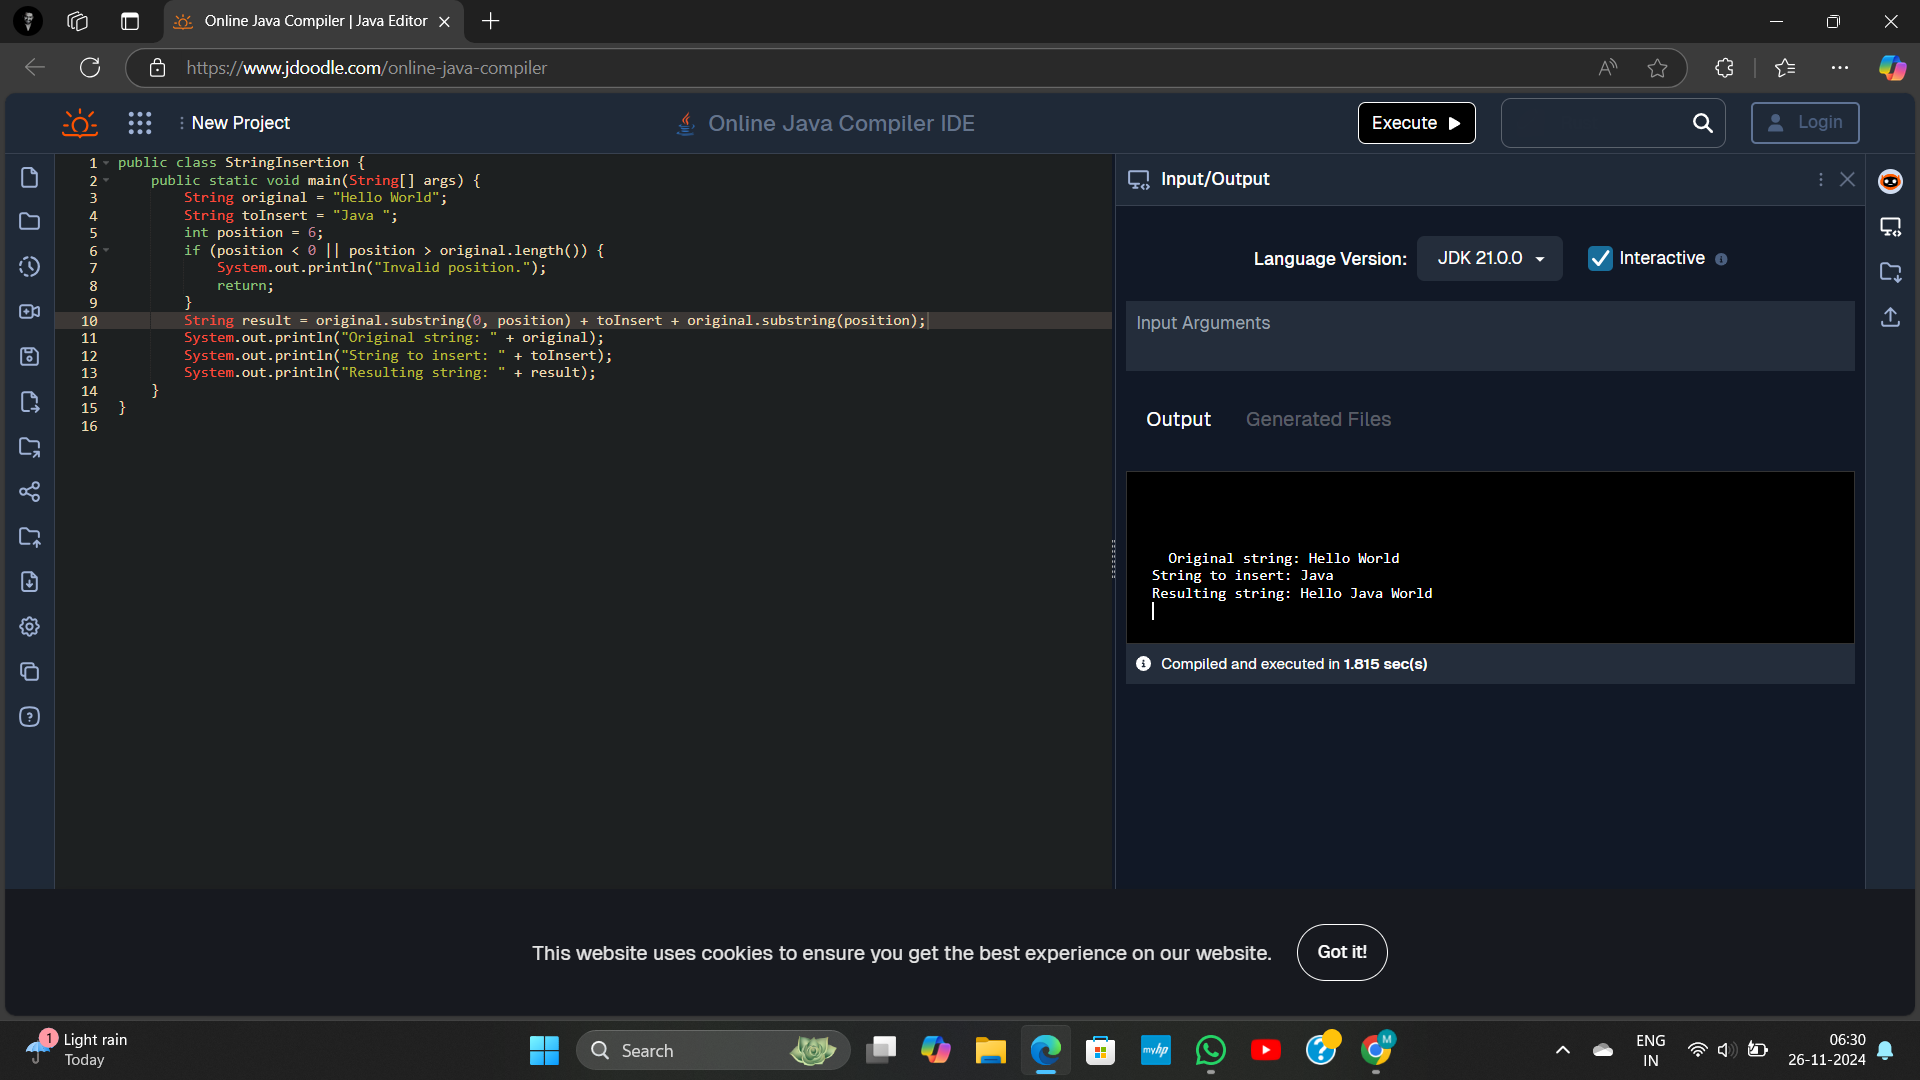 Online Java Compiler | Java Editor
https://www.jdoodle.com/online-java-compiler
New Project
Online Java Compiler IDE
Execute
Login
1 public class StringInsertion {
2 public static void main(String[] args) {
3 String original = "Hello World";
4 String toInsert = "Java ";
5 int position = 6;
6 if (position < 0 || position > original.length()) {
7 System.out.println("Invalid position.");
8 return;
9 }
10 String result = original.substring(0, position) + toInsert + original.substring(position);
11 System.out.println("Original string: " + original);
12 System.out.println("String to insert: " + toInsert);
13 System.out.println("Resulting string: " + result);
14 }
15 }
16
Input/Output
Language Version:
JDK 21.0.0
Interactive
Input Arguments
Output
Generated Files
Original string: Hello World
String to insert: Java
Resulting string: Hello Java World
Compiled and executed in 1.815 sec(s)
This website uses cookies to ensure you get the best experience on our website.
Got it!
1
Light rain
Today
Search
myhp
M
ENG
IN
06:30
26-11-2024